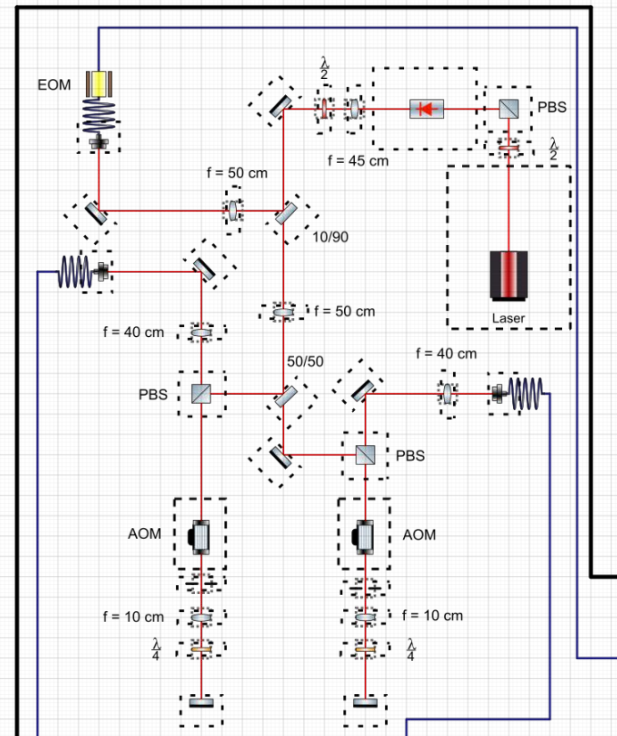 λ
2
EOM
PBS
f = 45 cm
λ
2
f = 50 cm
10/90
f = 50 cm
Laser
f = 40 cm
50/50
f = 40 cm
PBS
PBS
AOM
AOM
f = 10 cm
f = 10 cm
λ
4
λ
4